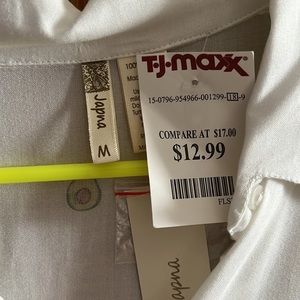 T·J·maxx
15-0796-954966-001299-18-9
COMPARE AT $17.00
$12.99
Japna
M
100%
Japna